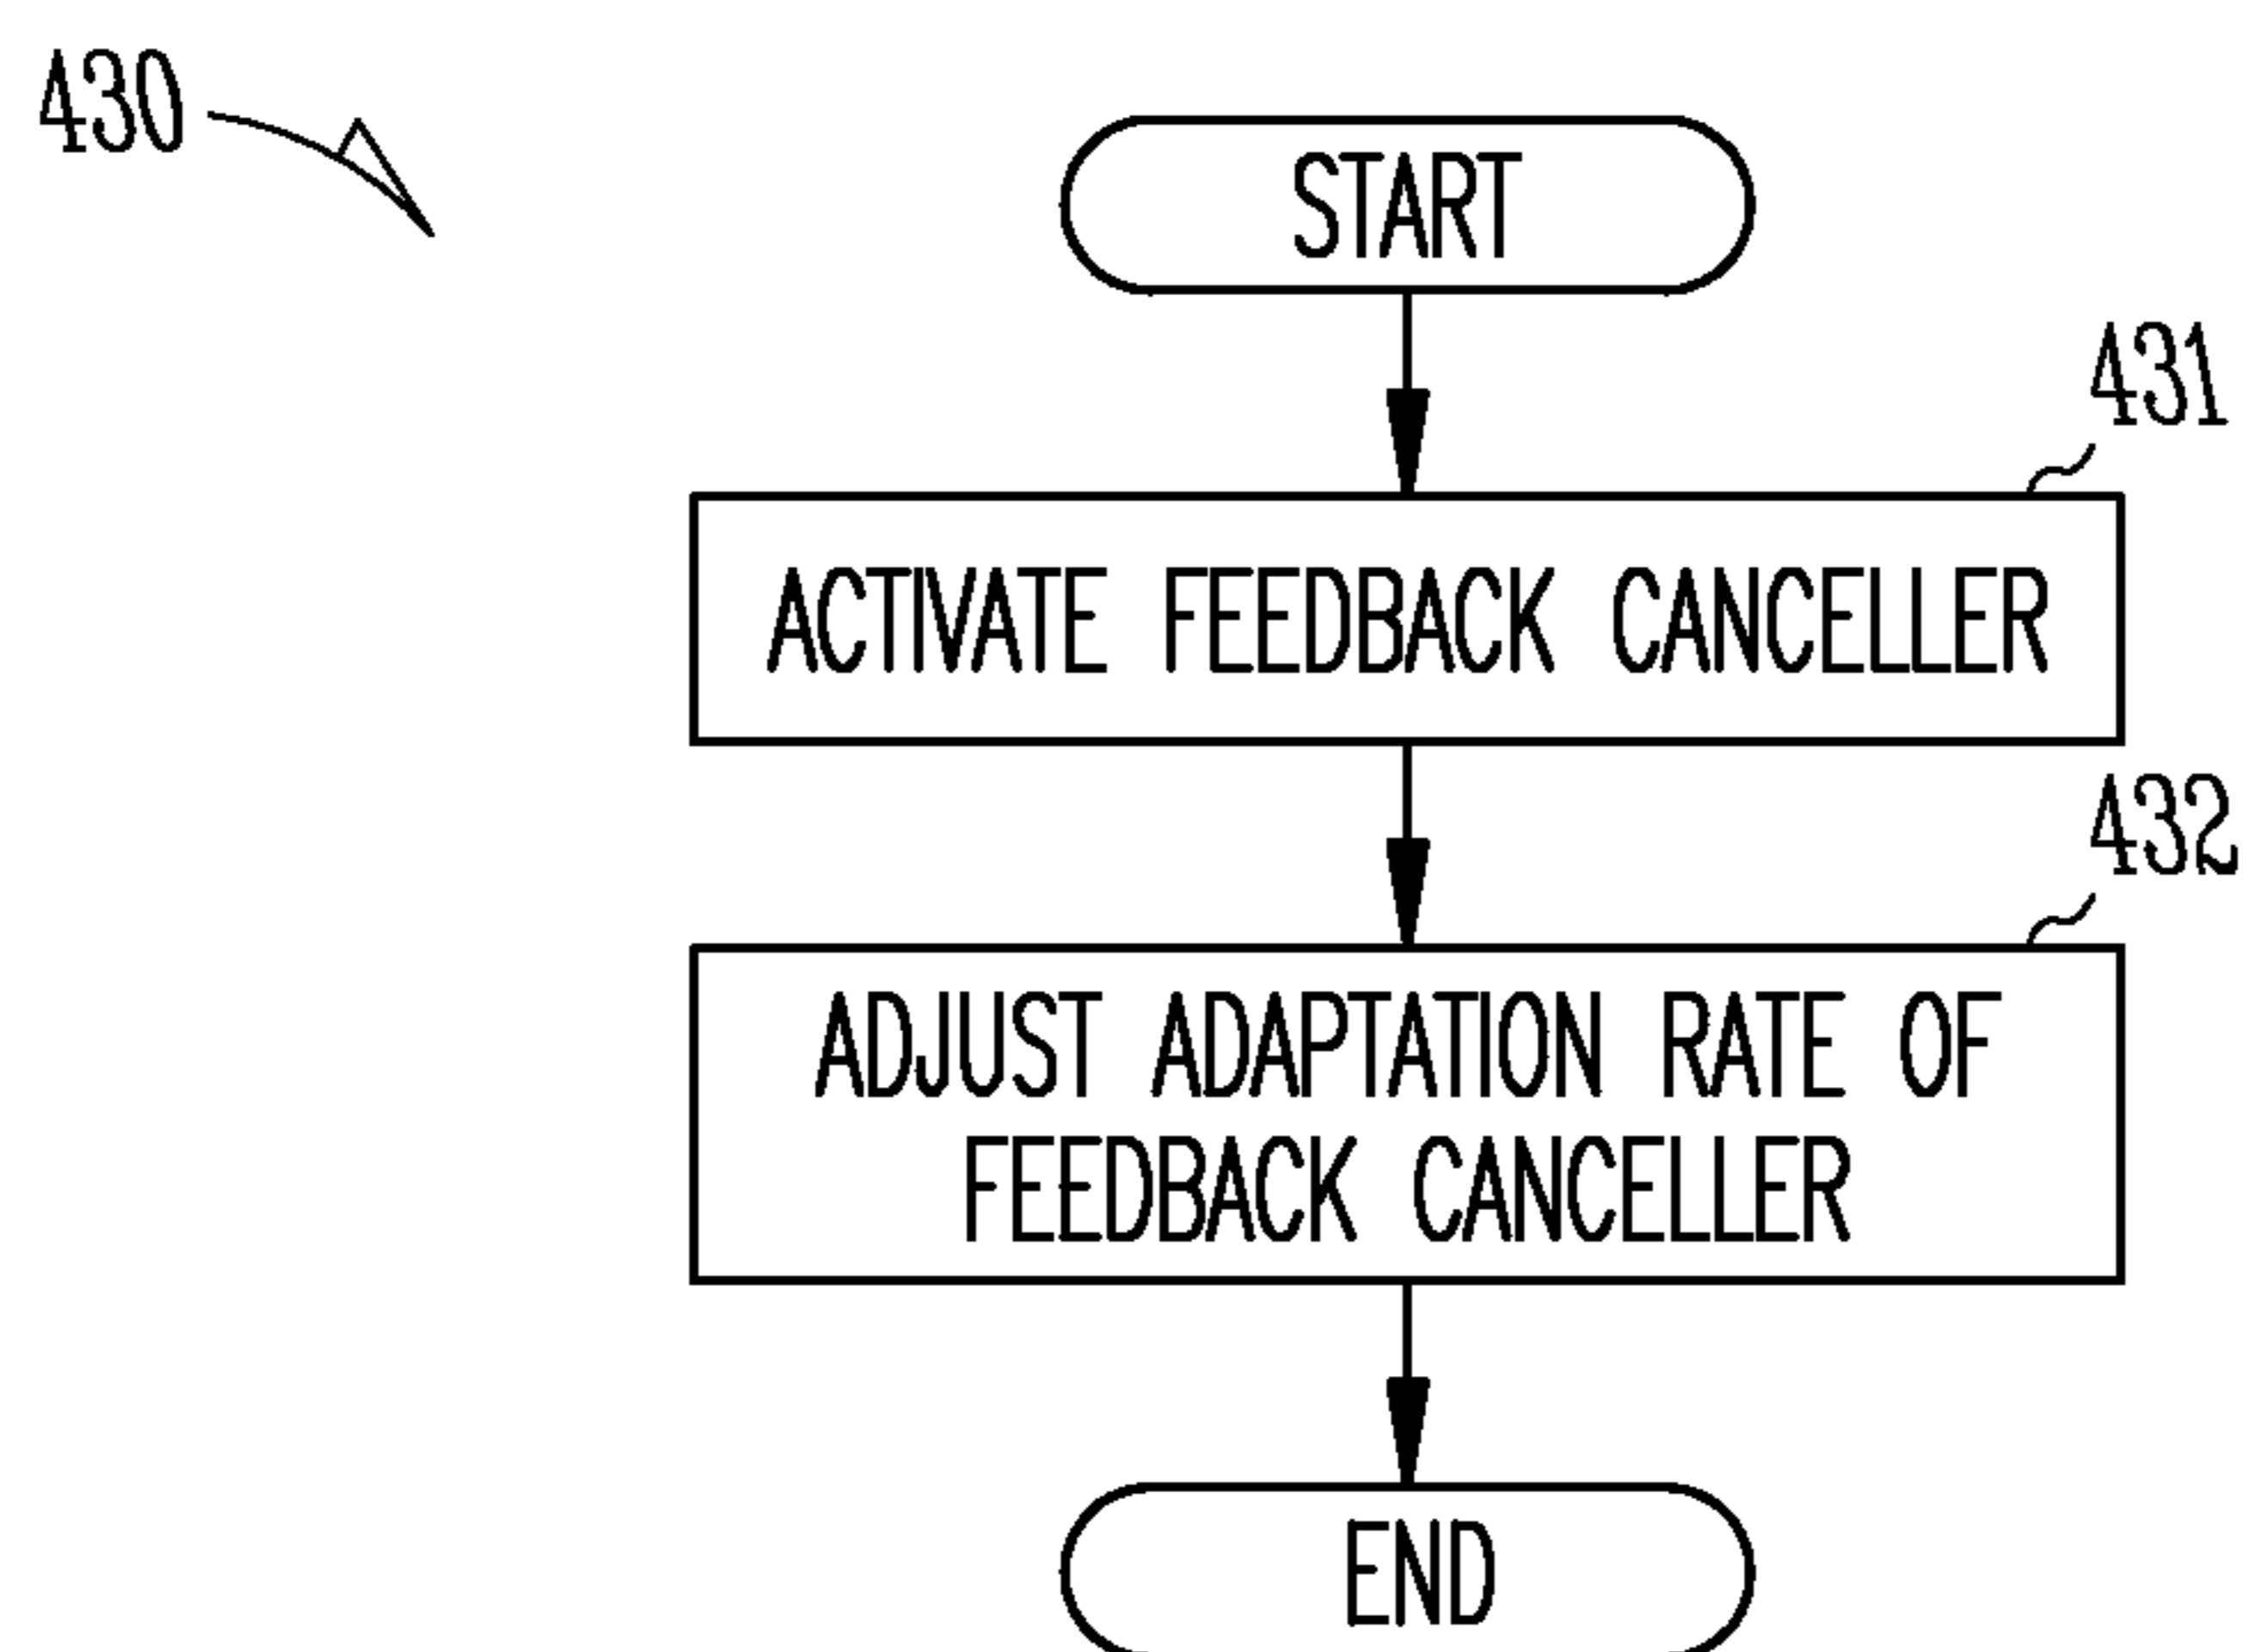 430
START
431
ACTIVATE FEEDBACK CANCELLER
432
ADJUST ADAPTATION RATE OF
FEEDBACK CANCELLER
END